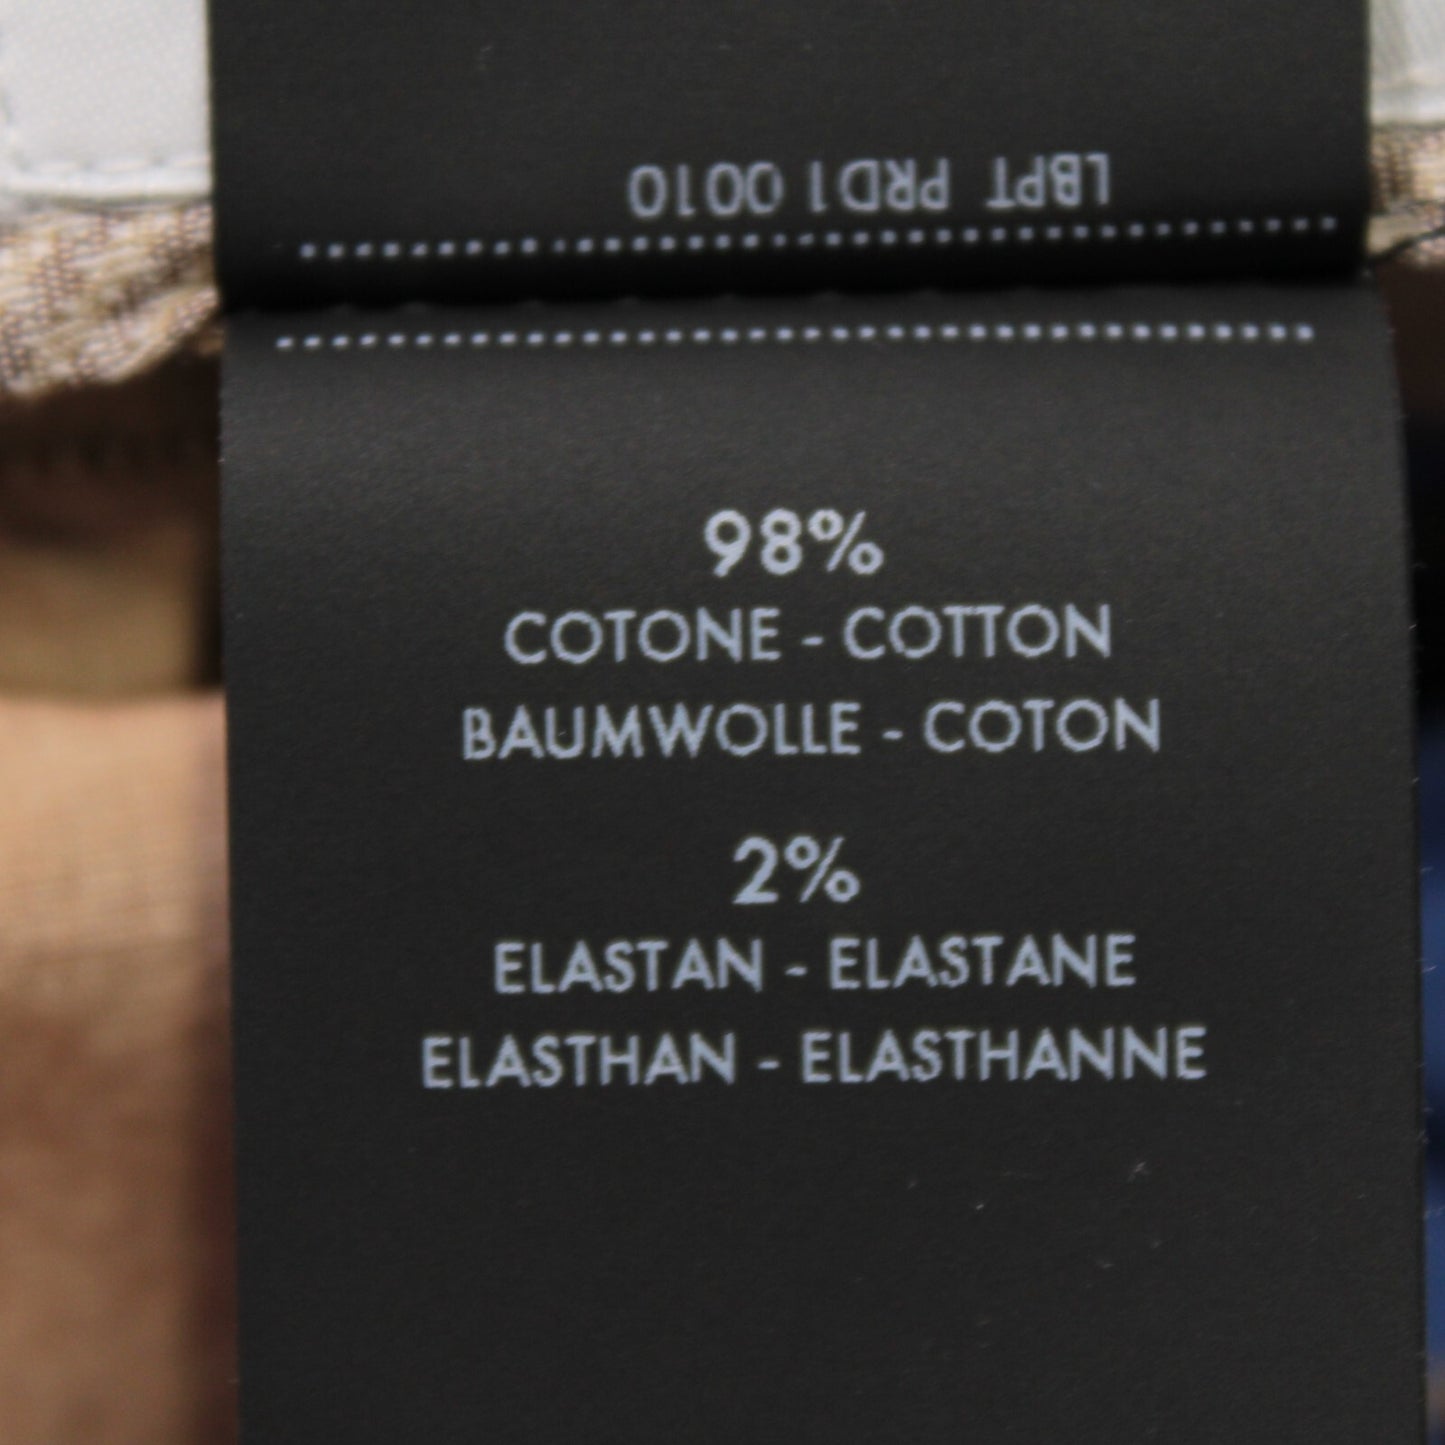 LBPT PRD1 0010
98%
COTONE - COTTON
BAUMWOLLE - COTON
2%
ELASTAN - ELASTANE
ELASTHAN - ELASTHANNE